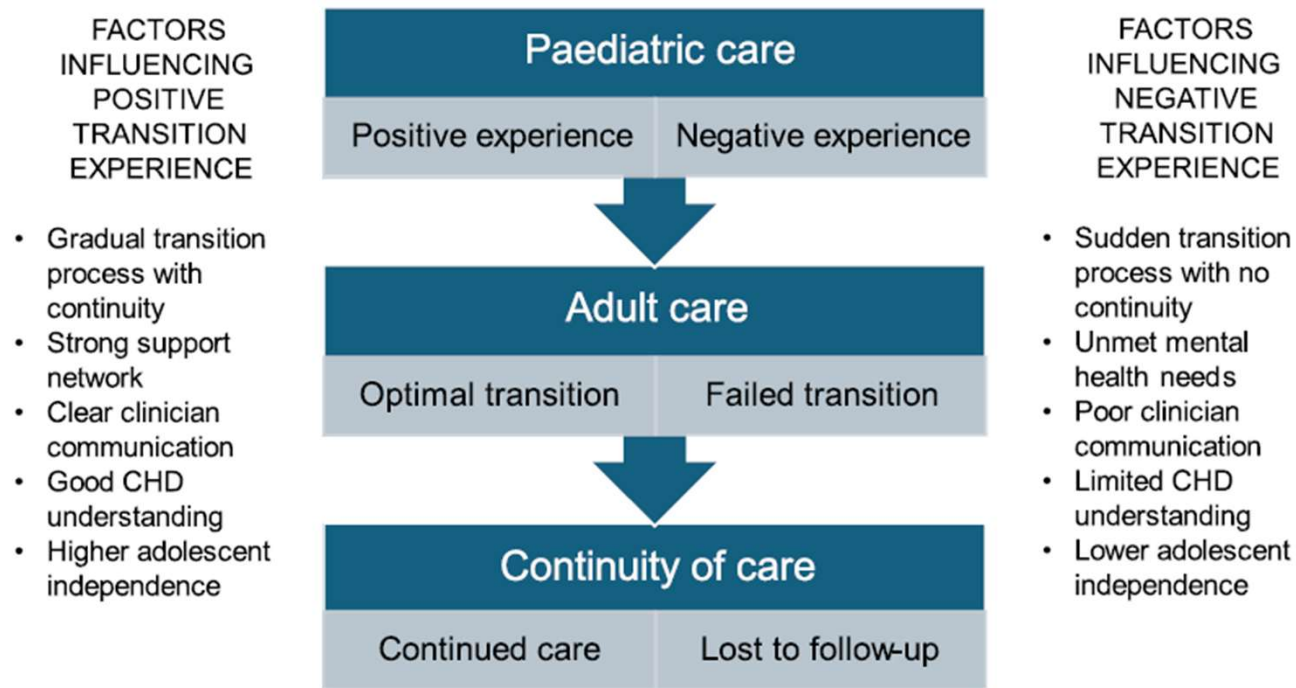 FACTORS
INFLUENCING
POSITIVE
TRANSITION
EXPERIENCE
• Gradual transition
process with
continuity
• Strong support
network
• Clear clinician
communication
• Good CHD
understanding
• Higher adolescent
independence
Paediatric care
Positive experience
Negative experience
Adult care
Optimal transition
Failed transition
Continuity of care
Continued care
Lost to follow-up
FACTORS
INFLUENCING
NEGATIVE
TRANSITION
EXPERIENCE
• Sudden transition
process with no
continuity
• Unmet mental
health needs
• Poor clinician
communication
• Limited CHD
understanding
• Lower adolescent
independence